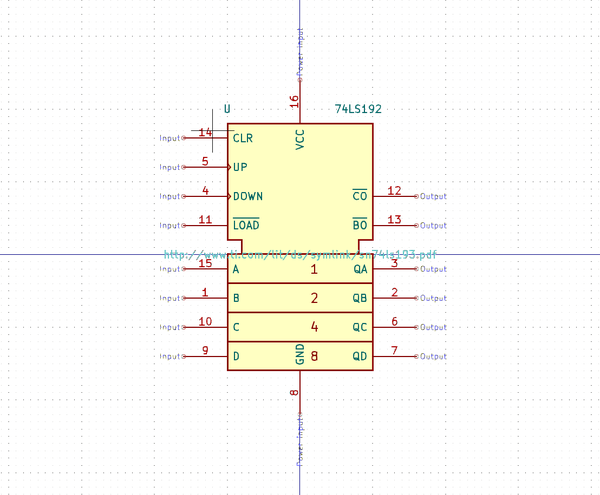 Power input
16
U 74LS192
VCC
Input 14 CLR
Input 5 UP
Input 4 DOWN CO 12 Output
Input 11 LOAD BO 13 Output
http://www.ti.com/lit/ds/symlink/sn74ls193.pdf
Input 15 A 1 QA 3 Output
Input 1 B 2 QB 2 Output
Input 10 C 4 QC 6 Output
Input 9 D 8 QD 7 Output
GND
8
Power input